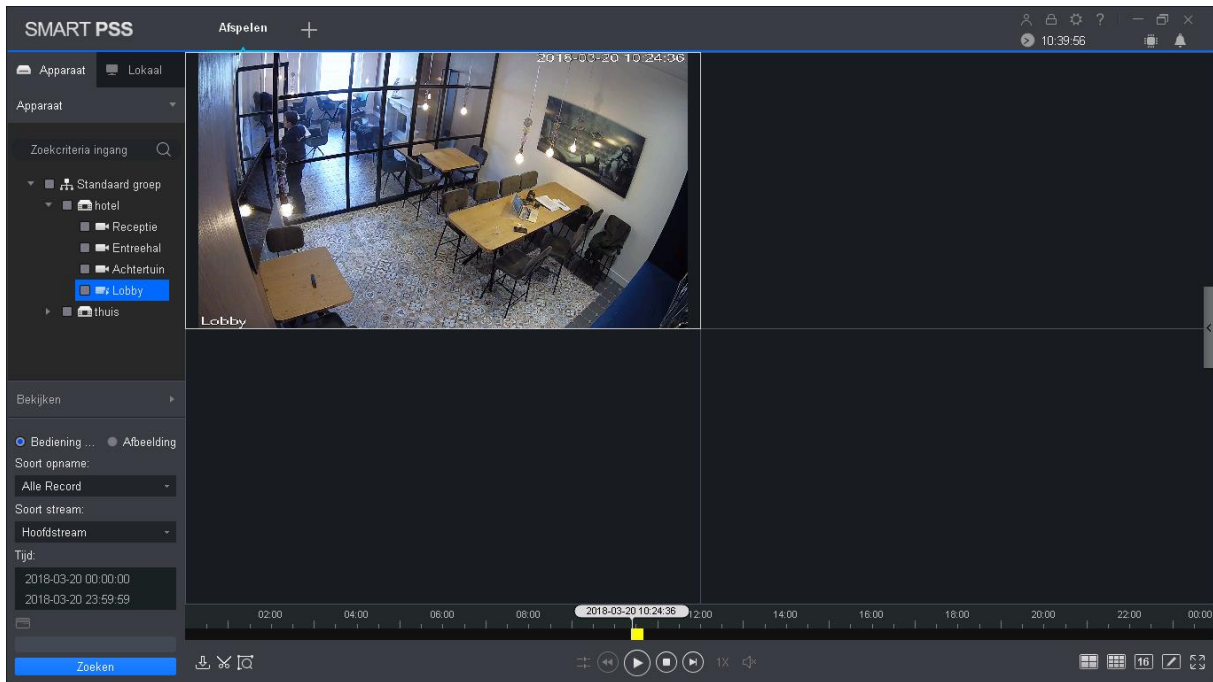 SMART PSS
Afspelen
10:39:56
Apparaat
Lokaal
Apparaat
Zoekcriteria ingang
Standaard groep
hotel
Receptie
Entreehal
Achtertuin
Lobby
thuis
Bekijken
Bediening ...
Afbeelding
Soort opname:
Alle Record
Soort stream:
Hoofdstream
Tijd:
2018-03-20 00:00:00
2018-03-20 23:59:59
Zoeken
2018-03-20 10:24:36
Lobby
02:00 04:00 06:00 08:00 2018-03-20 10:24:36 12:00 14:00 16:00 18:00 20:00 22:00 00:00
1X
16